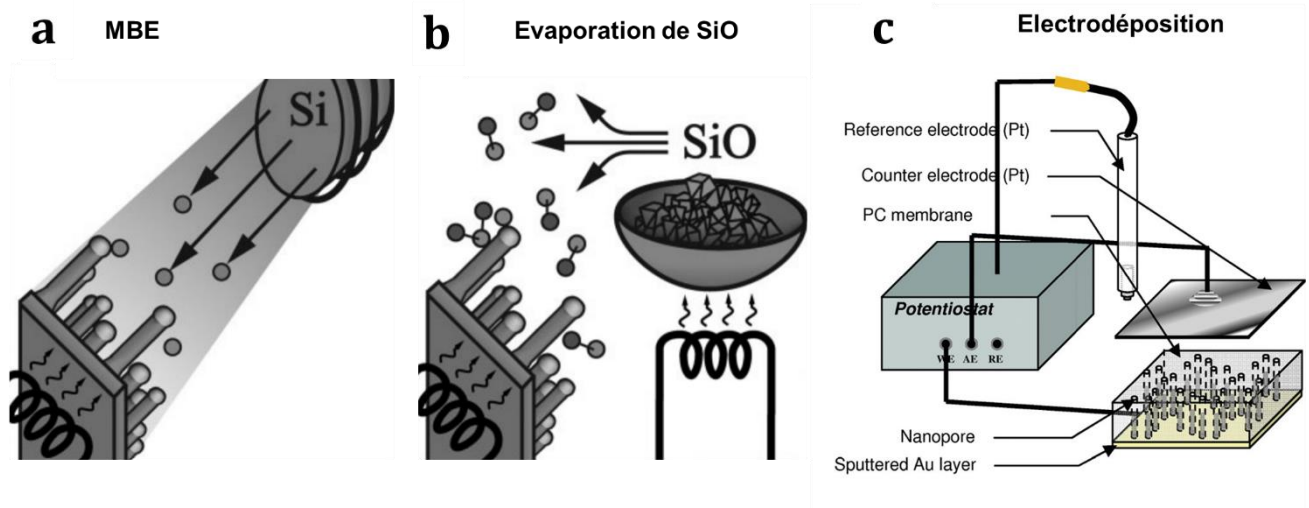 a MBE
Si
b Evaporation de SiO
SiO
c Electrodéposition
Reference electrode (Pt)
Counter electrode (Pt)
PC membrane
Potentiostat
WE AE RE
Nanopore
Sputtered Au layer